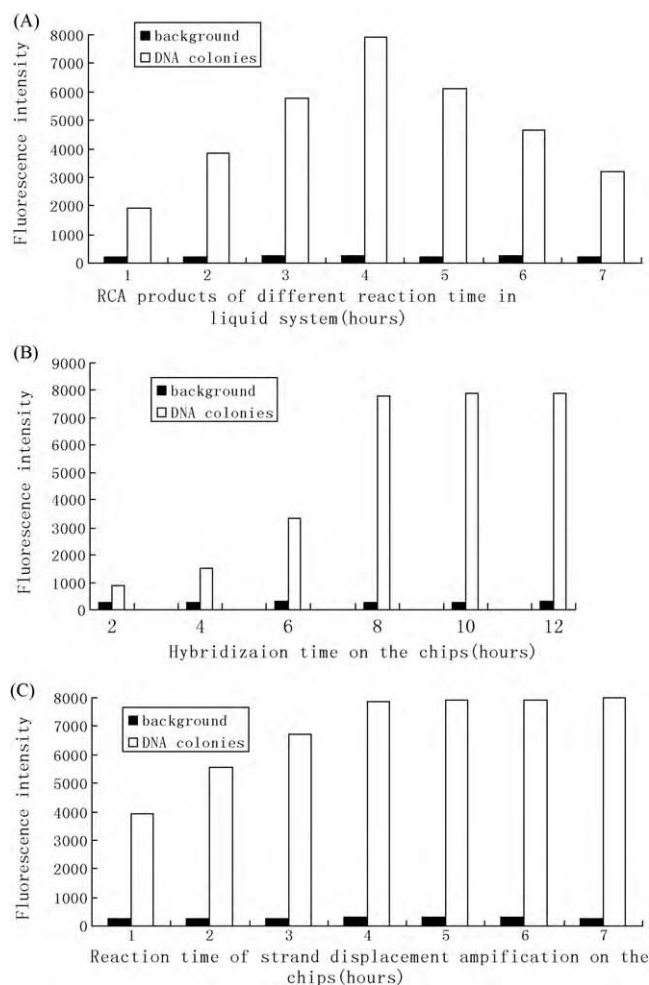 (A)
background
DNA colonies
Fluorescence intensity
8000
7000
6000
5000
4000
3000
2000
1000
0
1 2 3 4 5 6 7
RCA products of different reaction time in
liquid system(hours)
(B)
background
DNA colonies
Fluorescence intensity
9000
8000
7000
6000
5000
4000
3000
2000
1000
0
2 4 6 8 10 12
Hybridizaion time on the chips(hours)
(C)
background
DNA colonies
Fluorescence intensity
8000
7000
6000
5000
4000
3000
2000
1000
0
1 2 3 4 5 6 7
Reaction time of strand displacement ampification on the
chips(hours)